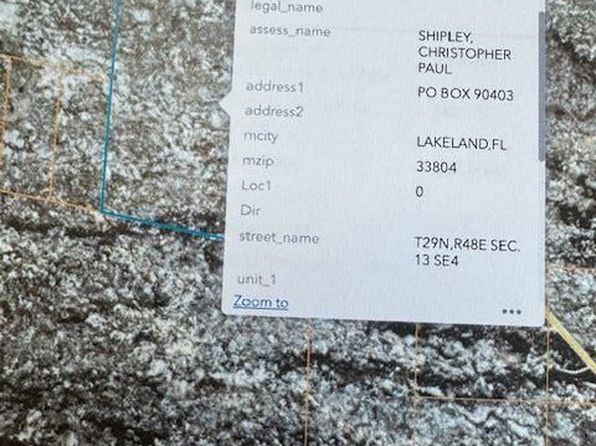 legal_name
assess_name SHIPLEY,
CHRISTOPHER
PAUL
address1 PO BOX 90403
address2
mcity LAKELAND,FL
mzip 33804
Loc1 0
Dir
street_name T29N,R48E SEC.
13 SE4
unit_1
Zoom to